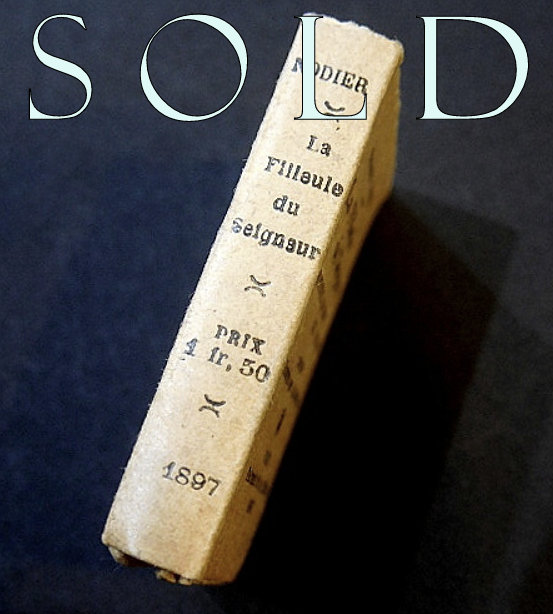 SOLD
NODIER
La
Filleule
du
Seigneur
PRIX
1 fr, 50
1897